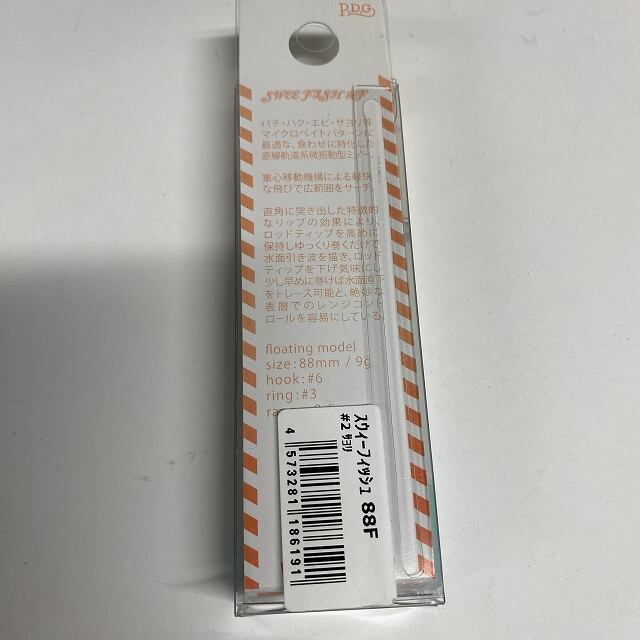 P.D.G
SWEE FISH 88F
バチ・ハク・エビ・サヨリ等
マイクロベイトパターンに
最適な、食わせに特化した
直線軌道系微振動型ミノー
重心移動機構による軽快
な飛びで広範囲をサーチ。
直角に突き出した特徴的
なリップの効果により、
ロッドティップを高めに
保持しゆっくり巻くだけで
水面引き波を描き、ロッド
ティップを下げ気味にし
少し早めに巻けば水面直下
をトレース可能と、絶妙な
表層でのレンジコント
ロールを容易にしている。
floating model
size:88mm / 9g
hook:#6
ring:#3
スウィーフィッシュ 88F
#2 サヨリ
4 573281 186191